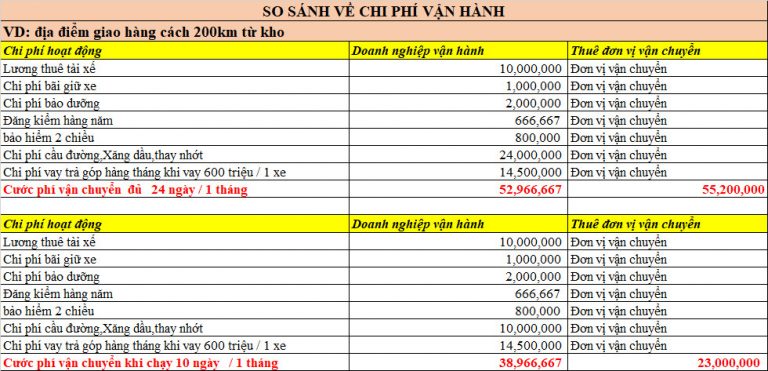 SO SÁNH VỀ CHI PHÍ VẬN HÀNH
VD: địa điểm giao hàng cách 200km từ kho
Chi phí hoạt động Doanh nghiệp vận hành Thuê đơn vị vận chuyển
Lương thuê tài xế 10,000,000 Đơn vị vận chuyển
Chi phí bãi giữ xe 1,000,000 Đơn vị vận chuyển
Chi phí bảo dưỡng 2,000,000 Đơn vị vận chuyển
Đăng kiểm hàng năm 666,667 Đơn vị vận chuyển
bảo hiểm 2 chiều 800,000 Đơn vị vận chuyển
Chi phí cầu đường,Xăng dầu,thay nhớt 24,000,000 Đơn vị vận chuyển
Chi phí vay trả góp hàng tháng khi vay 600 triệu / 1 xe 14,500,000 Đơn vị vận chuyển
Cước phí vận chuyển đủ 24 ngày / 1 tháng 52,966,667 55,200,000
Chi phí hoạt động Doanh nghiệp vận hành Thuê đơn vị vận chuyển
Lương thuê tài xế 10,000,000 Đơn vị vận chuyển
Chi phí bãi giữ xe 1,000,000 Đơn vị vận chuyển
Chi phí bảo dưỡng 2,000,000 Đơn vị vận chuyển
Đăng kiểm hàng năm 666,667 Đơn vị vận chuyển
bảo hiểm 2 chiều 800,000 Đơn vị vận chuyển
Chi phí cầu đường,Xăng dầu,thay nhớt 10,000,000 Đơn vị vận chuyển
Chi phí vay trả góp hàng tháng khi vay 600 triệu / 1 xe 14,500,000 Đơn vị vận chuyển
Cước phí vận chuyển khi chạy 10 ngày / 1 tháng 38,966,667 23,000,000